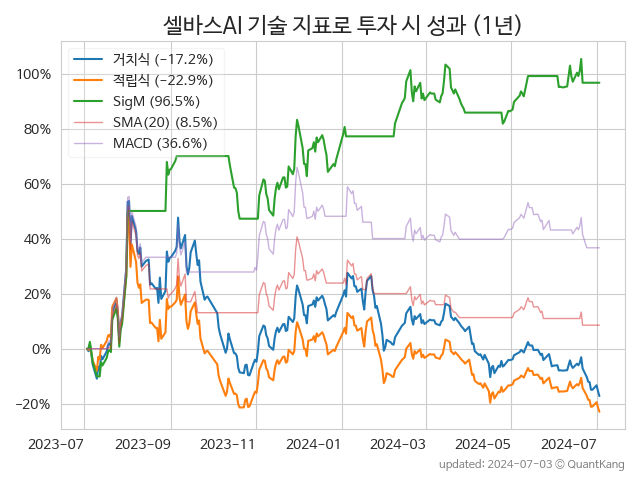 셀바스AI 기술 지표로 투자 시 성과 (1년)
거치식 (−17.2%)
적립식 (−22.9%)
SigM (96.5%)
SMA(20) (8.5%)
MACD (36.6%)
100%
80%
60%
40%
20%
0%
−20%
2023-07 2023-09 2023-11 2024-01 2024-03 2024-05 2024-07
updated: 2024-07-03 © QuantKang